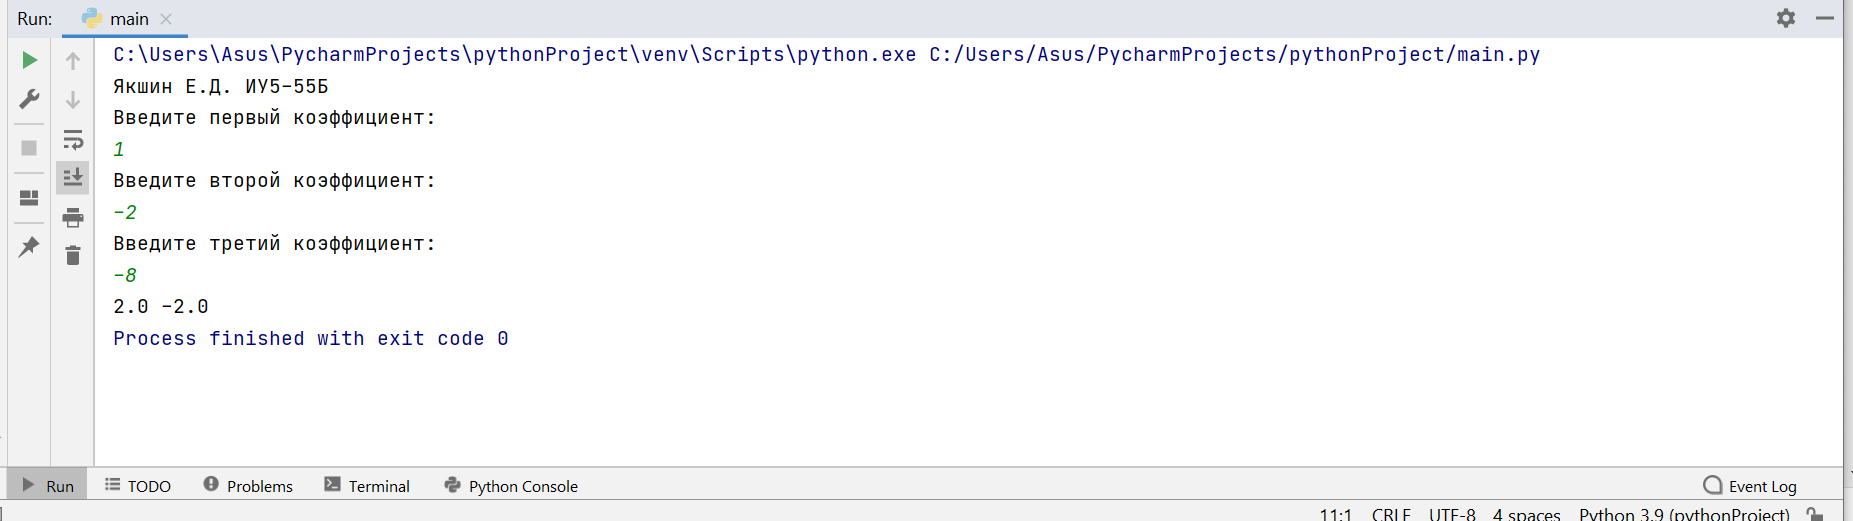 Run: main
C:\Users\Asus\PycharmProjects\pythonProject\venv\Scripts\python.exe C:/Users/Asus/PycharmProjects/pythonProject/main.py
Якшин Е.Д. ИУ5-55Б
Введите первый коэффициент:
1
Введите второй коэффициент:
-2
Введите третий коэффициент:
-8
2.0 -2.0
Process finished with exit code 0
Run TODO Problems Terminal Python Console Event Log
11:1 CRLF UTF-8 4 spaces Python 3.9 (pythonProject)